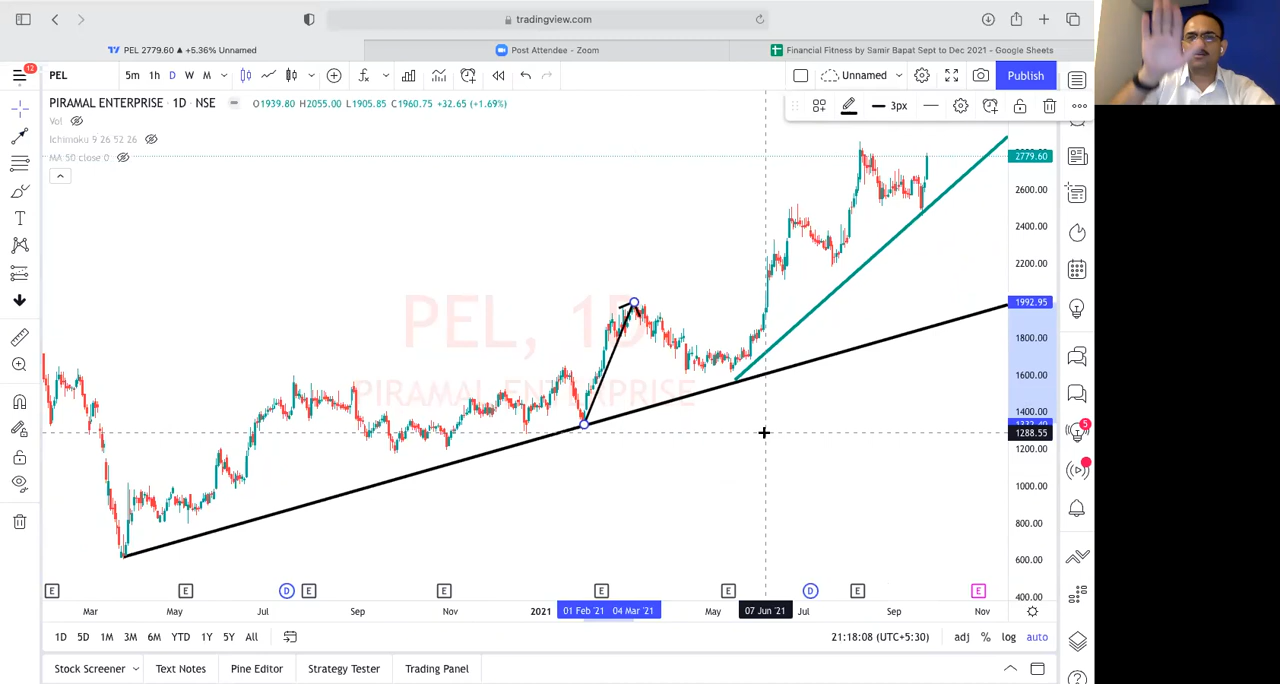 tradingview.com
PEL 2779.60 ▲ +5.36% Unnamed
Post Attendee - Zoom
Financial Fitness by Samir Bapat Sept to Dec 2021 - Google Sheets
12
PEL
5m 1h D W M
Unnamed
Publish
PIRAMAL ENTERPRISE • 1D • NSE
O1939.80 H2055.00 L1905.85 C1960.75 +32.65 (+1.69%)
3px
Vol
Ichimoku 9 26 52 26
MA 50 close 0
2779.60
2600.00
2400.00
2200.00
1992.95
1800.00
1600.00
1400.00
1288.55
1200.00
1000.00
800.00
600.00
400.00
PEL, 1D
PIRAMAL ENTERPRISE
5
E E D E E E E D E E
Mar May Jul Sep Nov 2021 01 Feb '21 04 Mar '21 May 07 Jun '21 Jul Sep Nov
1D 5D 1M 3M 6M YTD 1Y 5Y All
21:18:08 (UTC+5:30) adj % log auto
Stock Screener Text Notes Pine Editor Strategy Tester Trading Panel